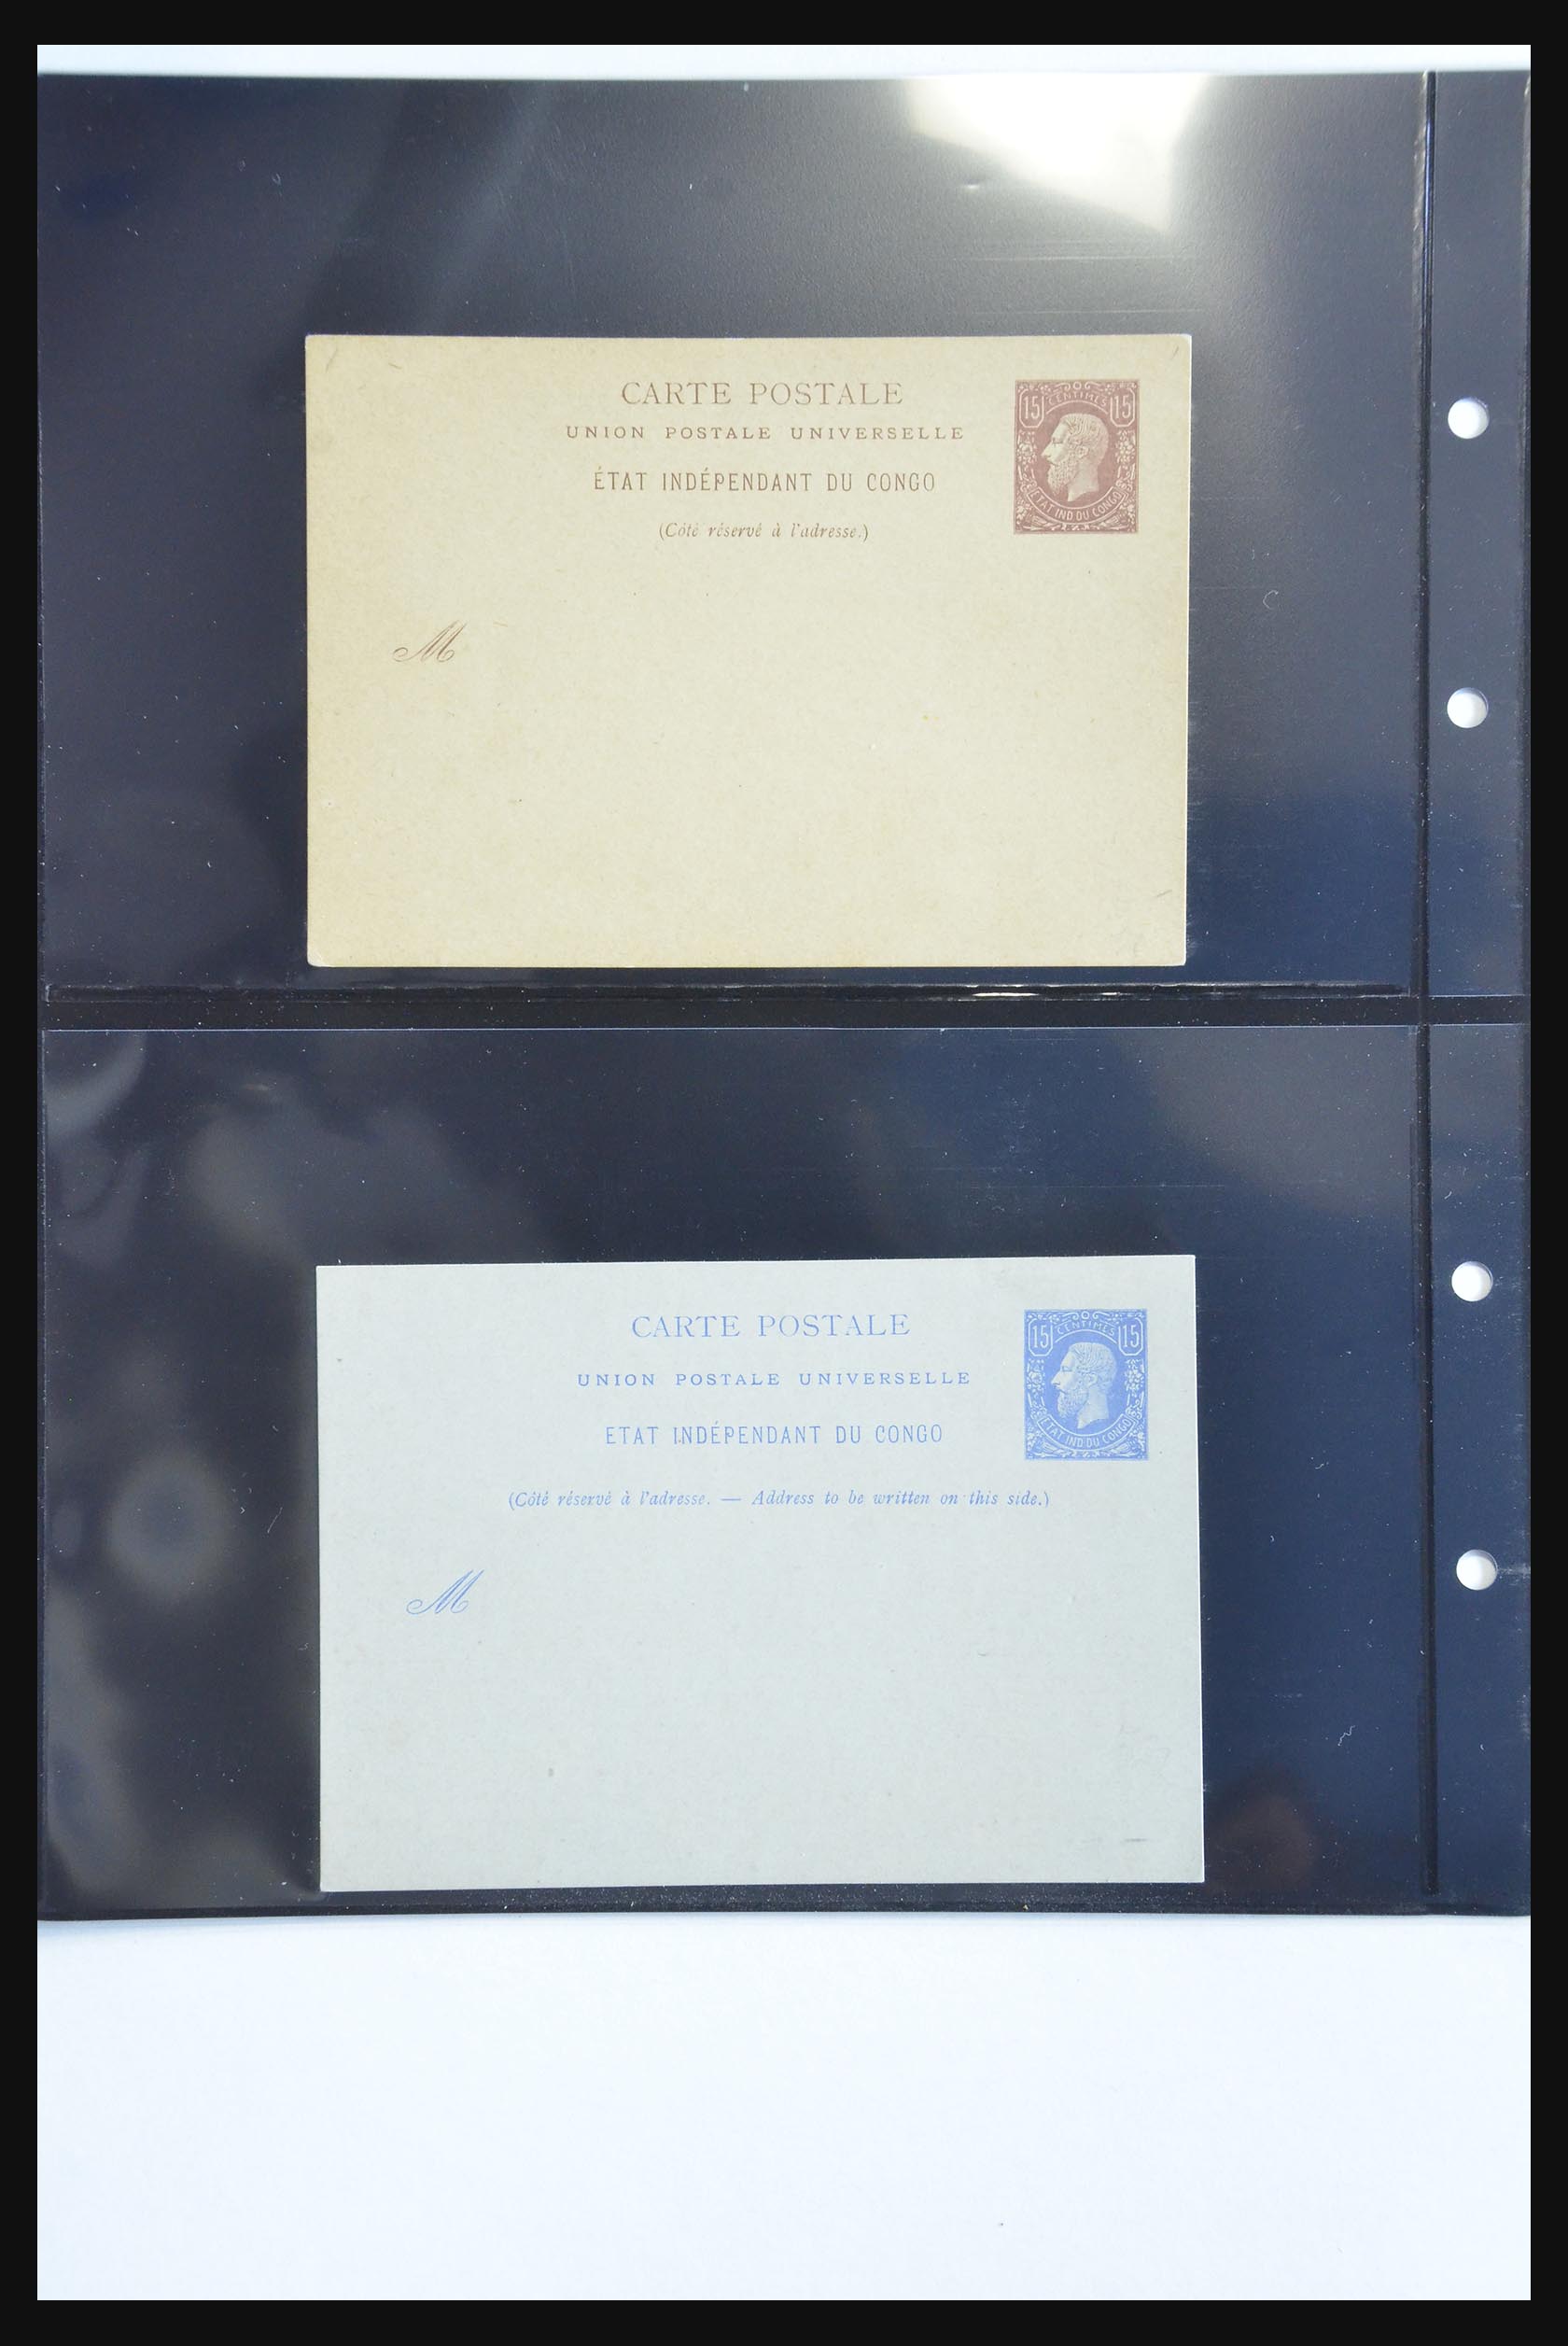 CARTE POSTALE
UNION POSTALE UNIVERSELLE
ÉTAT INDÉPENDANT DU CONGO
(Côté réservé à l'adresse.)
15 CENTIMES 15
ETAT IND DU CONGO
M
CARTE POSTALE
UNION POSTALE UNIVERSELLE
ETAT INDÉPENDANT DU CONGO
(Côté réservé à l'adresse. — Address to be written on this side.)
15 CENTIMES 15
ETAT IND DU CONGO
M